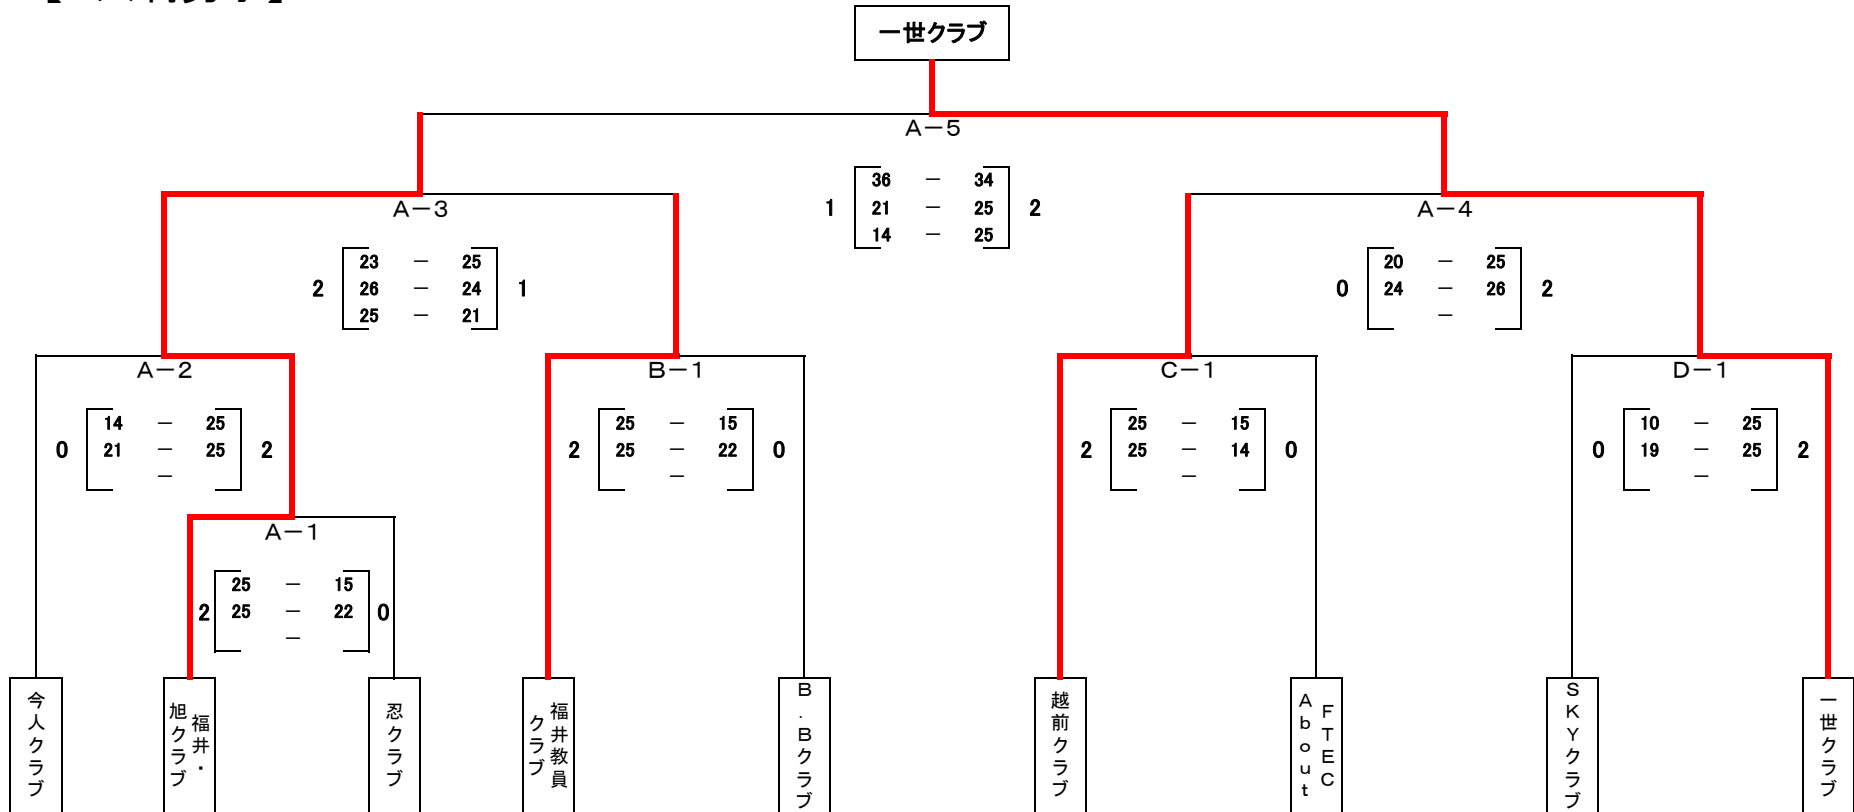 一世クラブ
A－5
36 － 34
1 21 － 25 2
14 － 25
A－3
23 － 25
2 26 － 24 1
25 － 21
A－4
20 － 25
0 24 － 26 2
－
A－2
14 － 25
0 21 － 25 2
－
B－1
25 － 15
2 25 － 22 0
－
C－1
25 － 15
2 25 － 14 0
－
D－1
10 － 25
0 19 － 25 2
－
A－1
25 － 15
2 25 － 22 0
－
今人クラブ
福井・
旭クラブ
忍クラブ
福井教員
クラブ
B．Bクラブ
越前クラブ
FTEC
About
SKYクラブ
一世クラブ